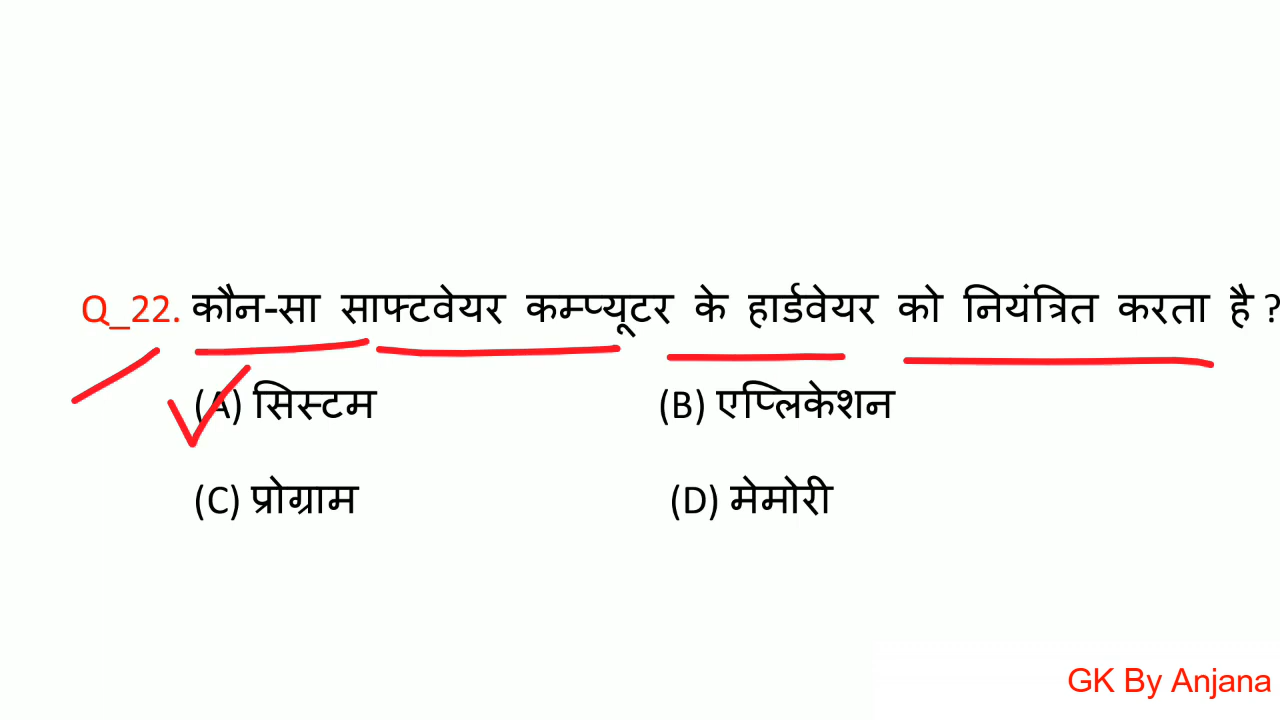 Q_22. कौन-सा साफ्टवेयर कम्प्यूटर के हार्डवेयर को नियंत्रित करता है ?
(A) सिस्टम (B) एप्लिकेशन
(C) प्रोग्राम (D) मेमोरी
GK By Anjana